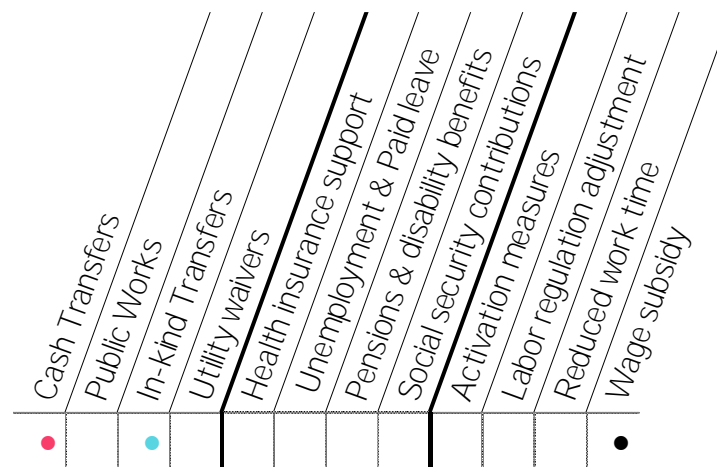 Cash Transfers
Public Works
In-Kind Transfers
Utility waivers
Health insurance support
Unemployment & Paid leave
Pensions & disability benefits
Social security contributions
Activation measures
Labor regulation adjustment
Reduced work time
Wage subsidy